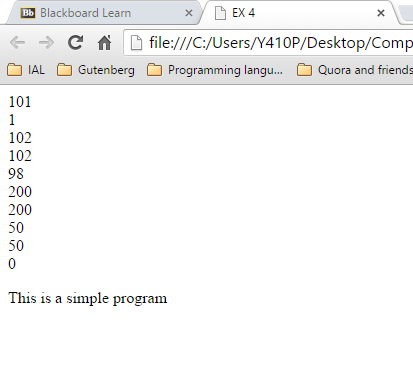 Bb Blackboard Learn × EX 4 ×
file:///C:/Users/Y410P/Desktop/Comp
IAL Gutenberg Programming langu... Quora and friends
101
1
102
102
98
200
200
50
50
0
This is a simple program